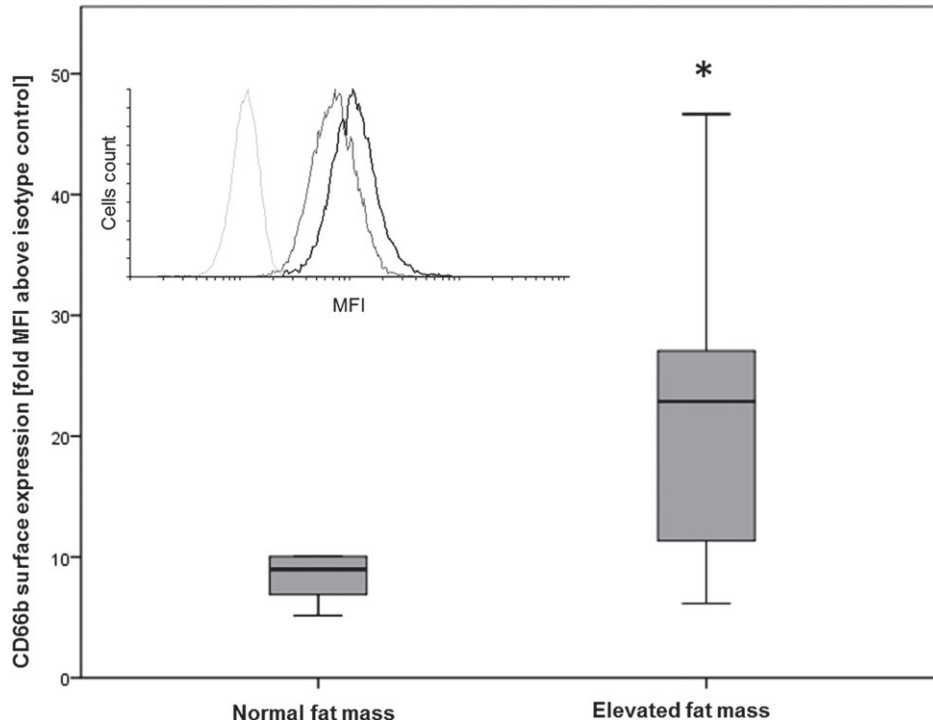 CD66b surface expression [fold MFI above isotype control]
50
40
30
20
10
0
Cells count
MFI
*
Normal fat mass
Elevated fat mass